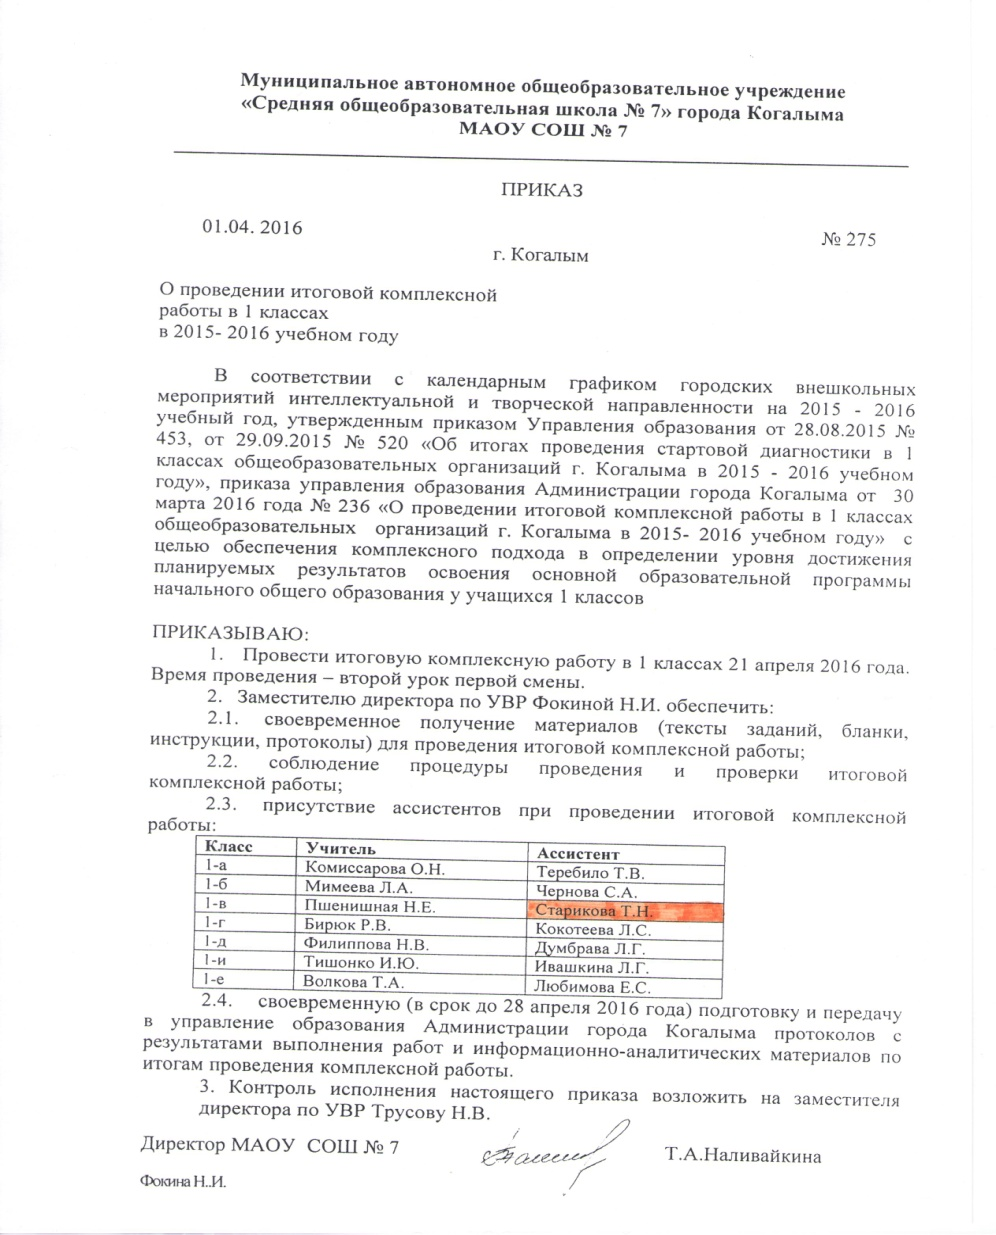 Муниципальное автономное общеобразовательное учреждение
«Средняя общеобразовательная школа № 7» города Когалыма
МАОУ СОШ № 7
ПРИКАЗ
01.04. 2016
№ 275
г. Когалым
О проведении итоговой комплексной
работы в 1 классах
в 2015- 2016 учебном году
В соответствии с календарным графиком городских внешкольных
мероприятий интеллектуальной и творческой направленности на 2015 - 2016
учебный год, утвержденным приказом Управления образования от 28.08.2015 №
453, от 29.09.2015 № 520 «Об итогах проведения стартовой диагностики в 1
классах общеобразовательных организаций г. Когалыма в 2015 - 2016 учебном
году», приказа управления образования Администрации города Когалыма от 30
марта 2016 года № 236 «О проведении итоговой комплексной работы в 1 классах
общеобразовательных организаций г. Когалыма в 2015- 2016 учебном году» с
целью обеспечения комплексного подхода в определении уровня достижения
планируемых результатов освоения основной образовательной программы
начального общего образования у учащихся 1 классов
ПРИКАЗЫВАЮ:
1. Провести итоговую комплексную работу в 1 классах 21 апреля 2016 года.
Время проведения – второй урок первой смены.
2. Заместителю директора по УВР Фокиной Н.И. обеспечить:
2.1. своевременное получение материалов (тексты заданий, бланки,
инструкции, протоколы) для проведения итоговой комплексной работы;
2.2. соблюдение процедуры проведения и проверки итоговой
комплексной работы;
2.3. присутствие ассистентов при проведении итоговой комплексной
работы:
Класс Учитель Ассистент
1-а Комиссарова О.Н. Теребило Т.В.
1-б Мимеева Л.А. Чернова С.А.
1-в Пшенишная Н.Е. Старикова Т.Н.
1-г Бирюк Р.В. Кокотеева Л.С.
1-д Филиппова Н.В. Думбрава Л.Г.
1-и Тишонко И.Ю. Ивашкина Л.Г.
1-е Волкова Т.А. Любимова Е.С.
2.4. своевременную (в срок до 28 апреля 2016 года) подготовку и передачу
в управление образования Администрации города Когалыма протоколов с
результатами выполнения работ и информационно-аналитических материалов по
итогам проведения комплексной работы.
3. Контроль исполнения настоящего приказа возложить на заместителя
директора по УВР Трусову Н.В.
Директор МАОУ СОШ № 7
Т.А.Наливайкина
Фокина Н..И.